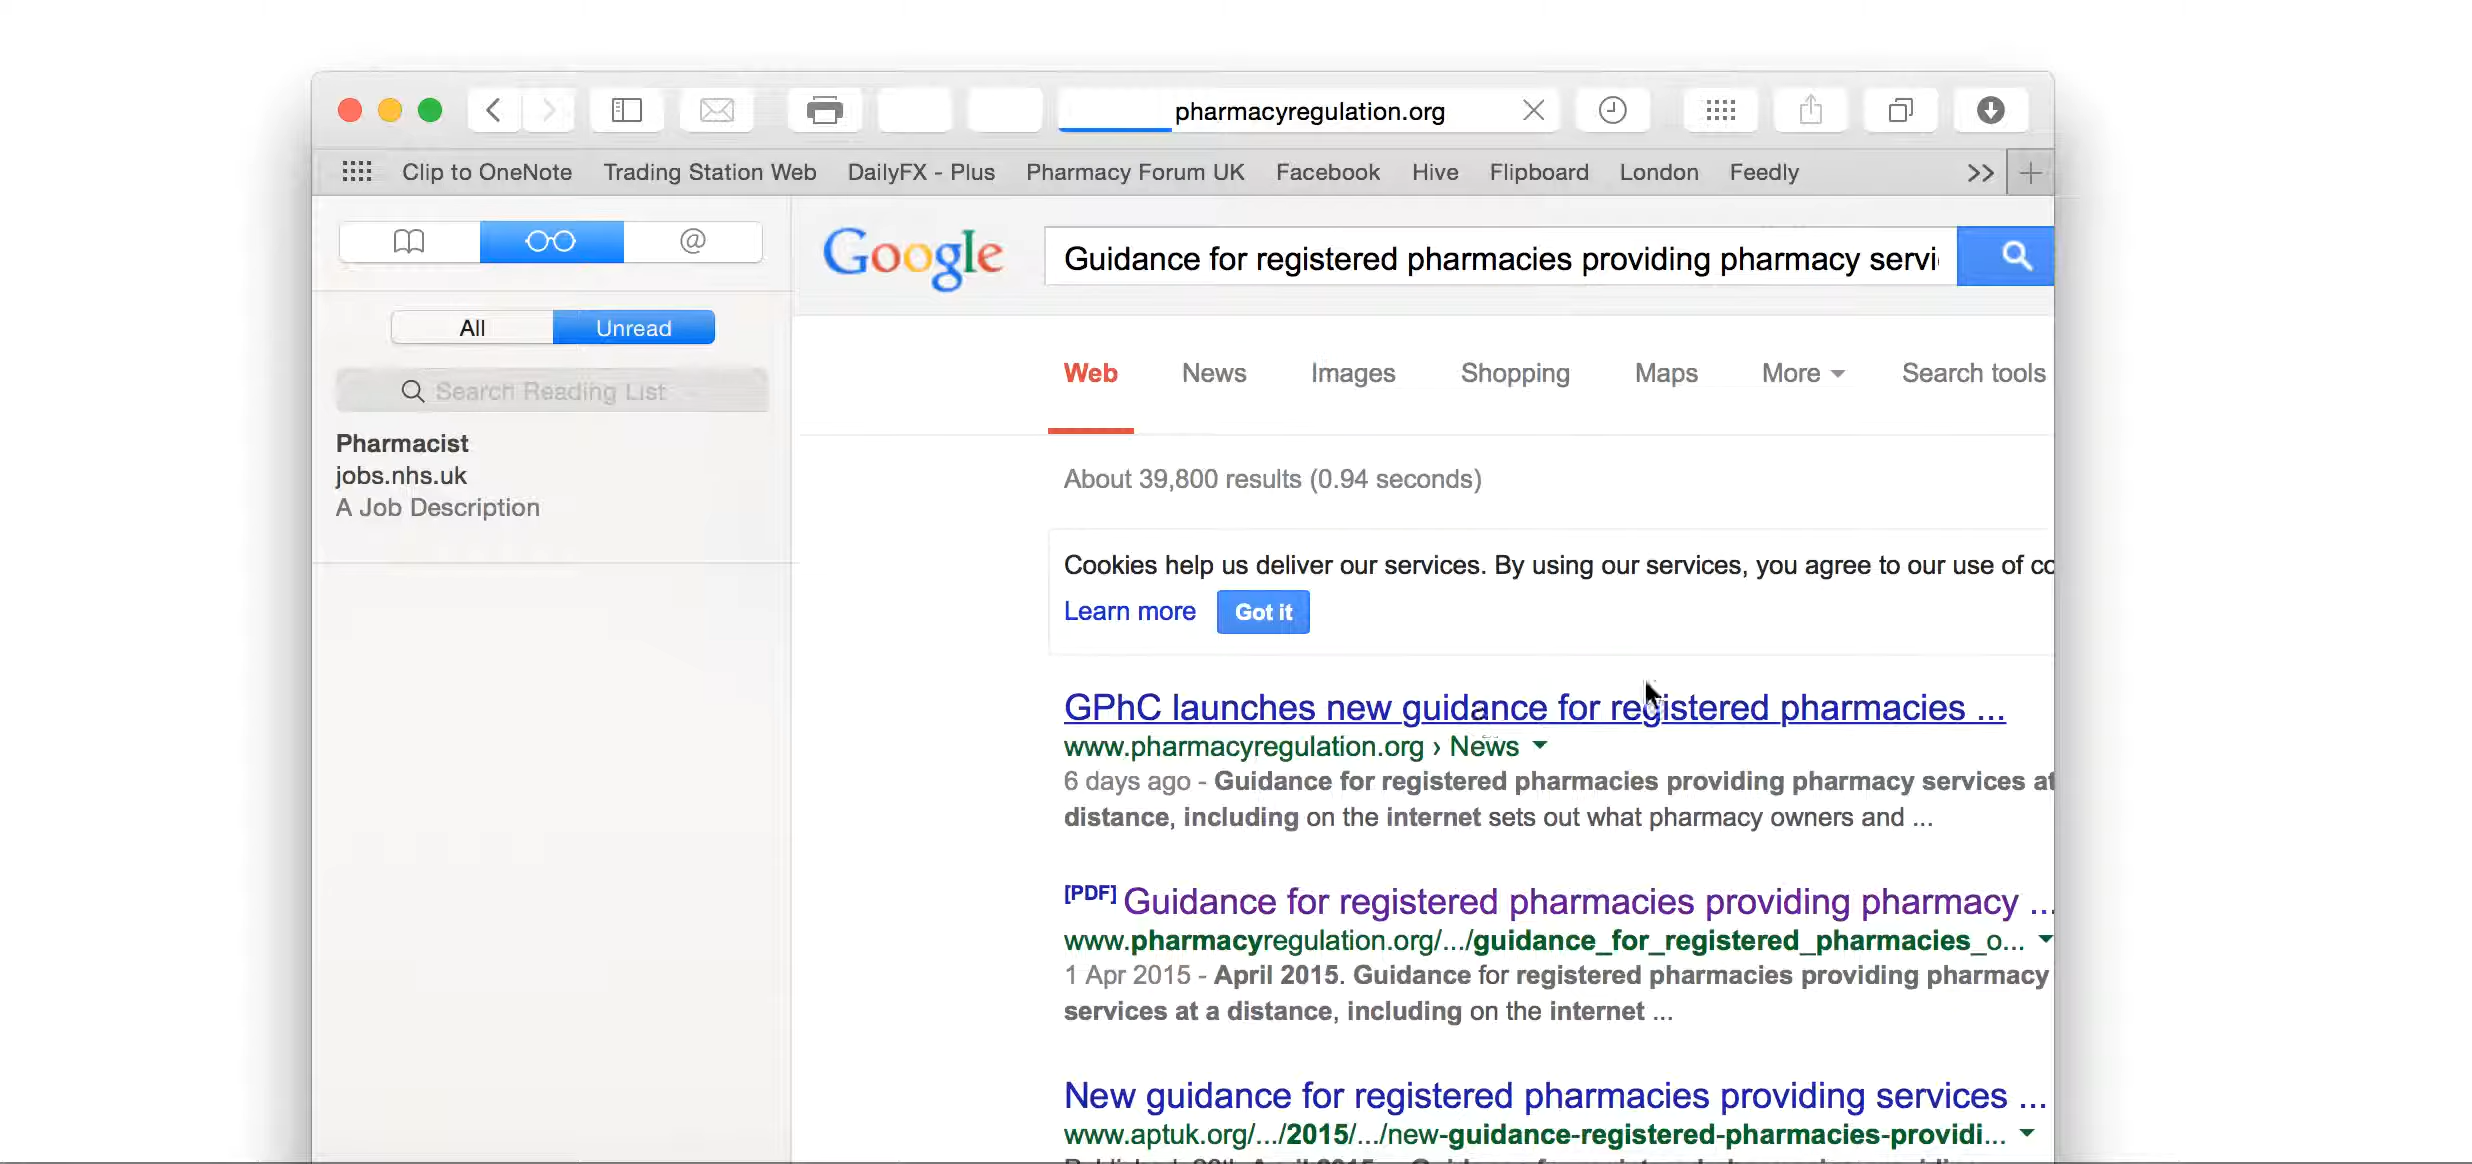 pharmacyregulation.org
Clip to OneNote Trading Station Web DailyFX - Plus Pharmacy Forum UK Facebook Hive Flipboard London Feedly >>
@
All Unread
Search Reading List
Pharmacist
jobs.nhs.uk
A Job Description
Google
Guidance for registered pharmacies providing pharmacy servi
Web News Images Shopping Maps More Search tools
About 39,800 results (0.94 seconds)
Cookies help us deliver our services. By using our services, you agree to our use of co
Learn more Got it
GPhC launches new guidance for registered pharmacies ...
www.pharmacyregulation.org › News
6 days ago - Guidance for registered pharmacies providing pharmacy services at
distance, including on the internet sets out what pharmacy owners and ...
[PDF] Guidance for registered pharmacies providing pharmacy ...
www.pharmacyregulation.org/.../guidance_for_registered_pharmacies_o...
1 Apr 2015 - April 2015. Guidance for registered pharmacies providing pharmacy
services at a distance, including on the internet ...
New guidance for registered pharmacies providing services ...
www.aptuk.org/.../2015/.../new-guidance-registered-pharmacies-providi...